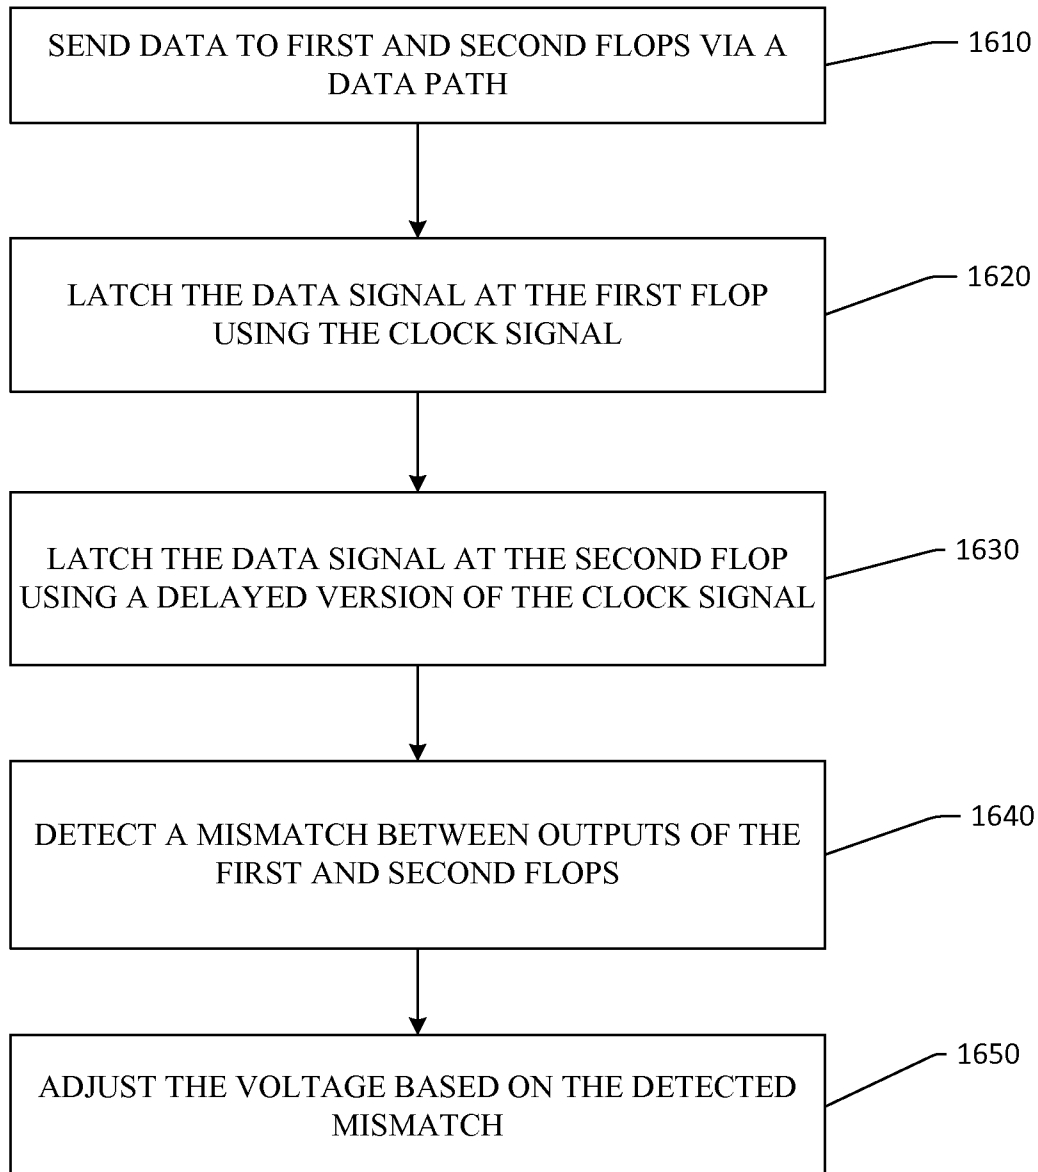 SEND DATA TO FIRST AND SECOND FLOPS VIA A
DATA PATH
1610
LATCH THE DATA SIGNAL AT THE FIRST FLOP
USING THE CLOCK SIGNAL
1620
LATCH THE DATA SIGNAL AT THE SECOND FLOP
USING A DELAYED VERSION OF THE CLOCK SIGNAL
1630
DETECT A MISMATCH BETWEEN OUTPUTS OF THE
FIRST AND SECOND FLOPS
1640
ADJUST THE VOLTAGE BASED ON THE DETECTED
MISMATCH
1650